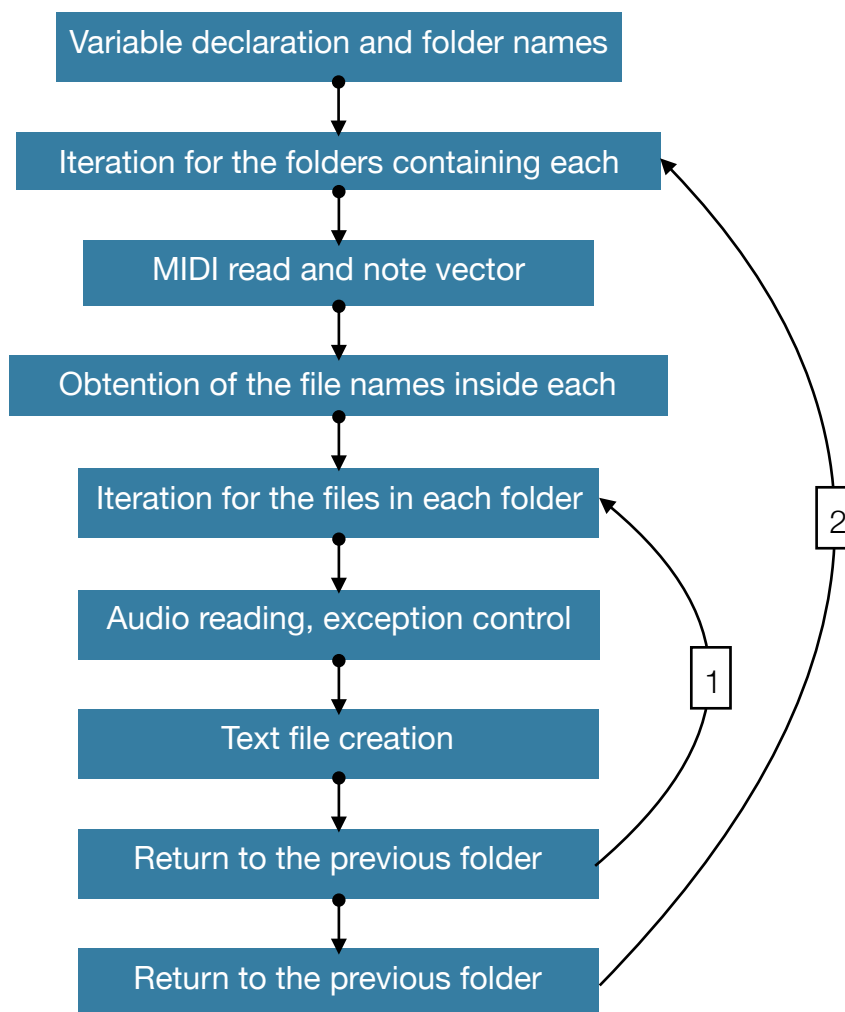 Variable declaration and folder names
Iteration for the folders containing each
MIDI read and note vector
Obtention of the file names inside each
Iteration for the files in each folder
2
Audio reading, exception control
1
Text file creation
Return to the previous folder
Return to the previous folder